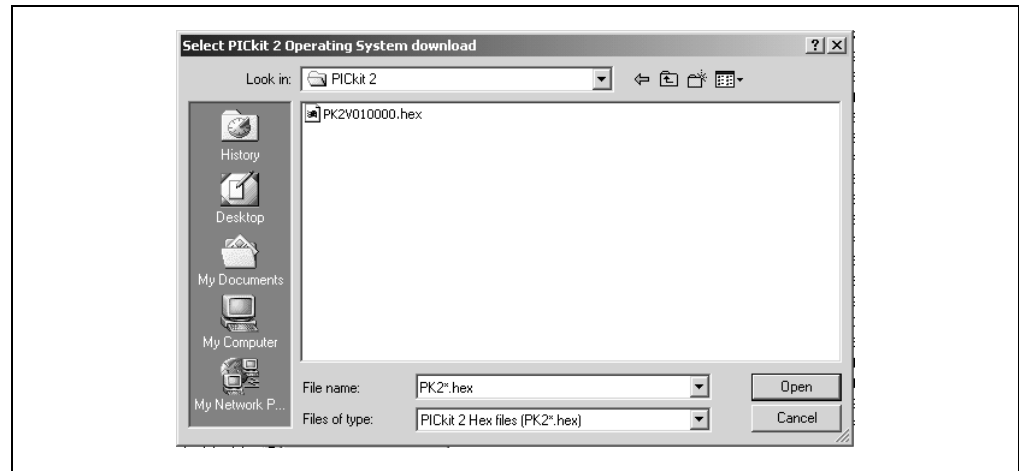 Select PICkit 2 Operating System download
Look in: PICkit 2
PK2V010000.hex
History
Desktop
My Documents
My Computer
My Network P...
File name: PK2*.hex Open
Files of type: PICkit 2 Hex files (PK2*.hex) Cancel